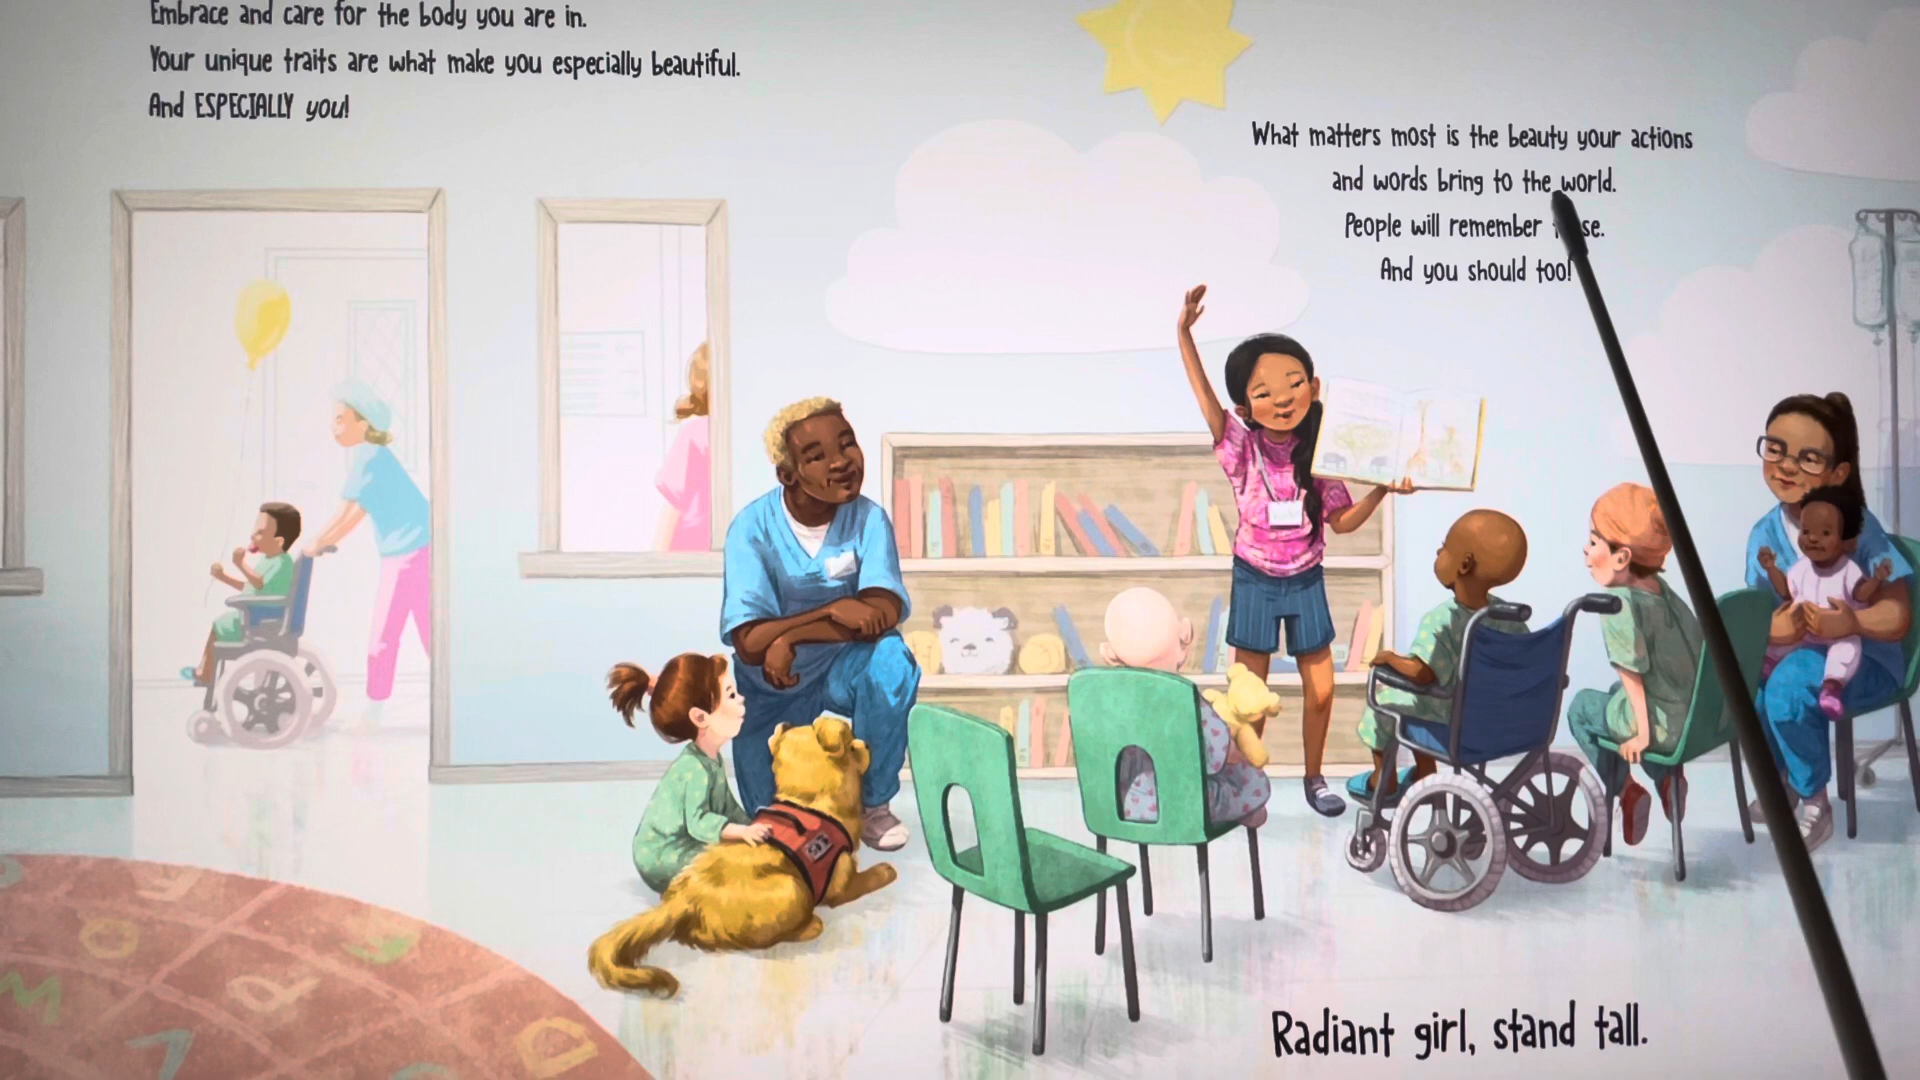 Embrace and care for the body you are in.
Your unique traits are what make you especially beautiful.
And ESPECIALLY you!
What matters most is the beauty your actions
and words bring to the world.
People will remember
And you should too!
Radiant girl, stand tall.